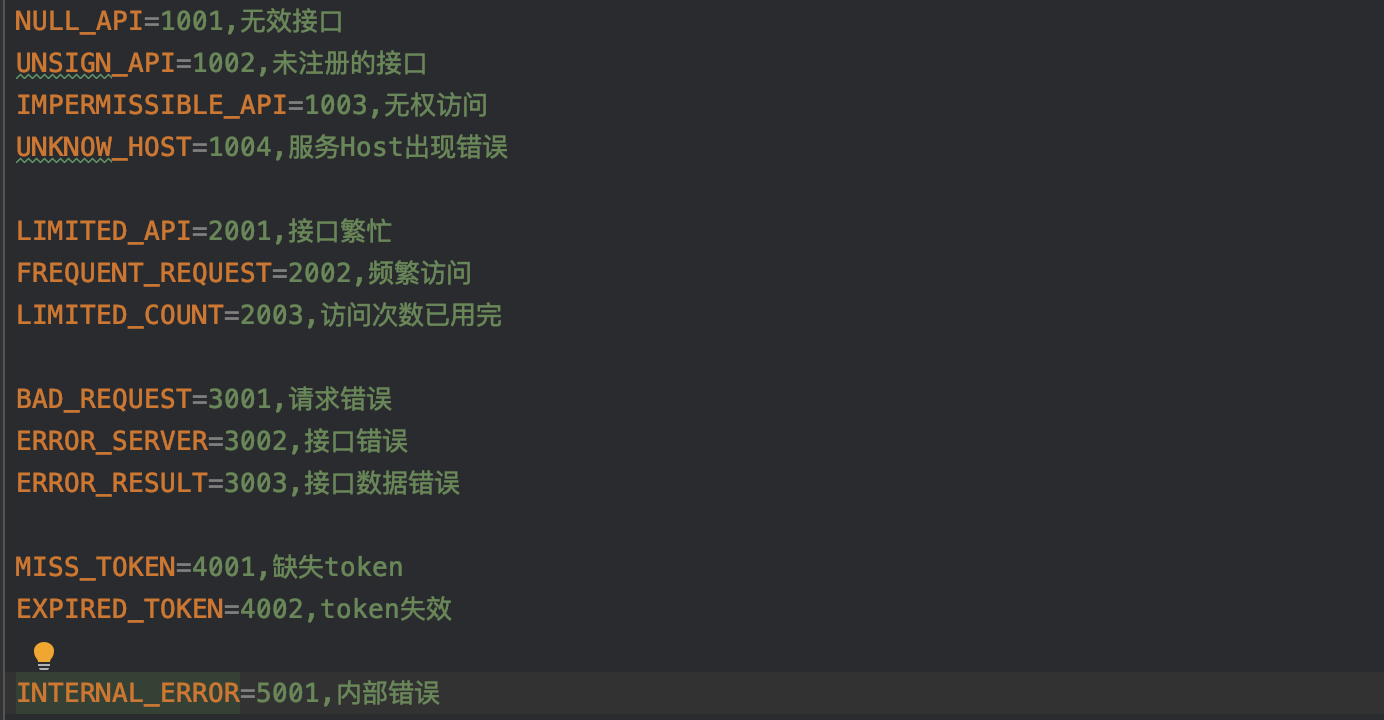 NULL_API=1001,无效接口
UNSIGN_API=1002,未注册的接口
IMPERMISSIBLE_API=1003,无权访问
UNKNOW_HOST=1004,服务Host出现错误
LIMITED_API=2001,接口繁忙
FREQUENT_REQUEST=2002,频繁访问
LIMITED_COUNT=2003,访问次数已用完
BAD_REQUEST=3001,请求错误
ERROR_SERVER=3002,接口错误
ERROR_RESULT=3003,接口数据错误
MISS_TOKEN=4001,缺失token
EXPIRED_TOKEN=4002,token失效
INTERNAL_ERROR=5001,内部错误